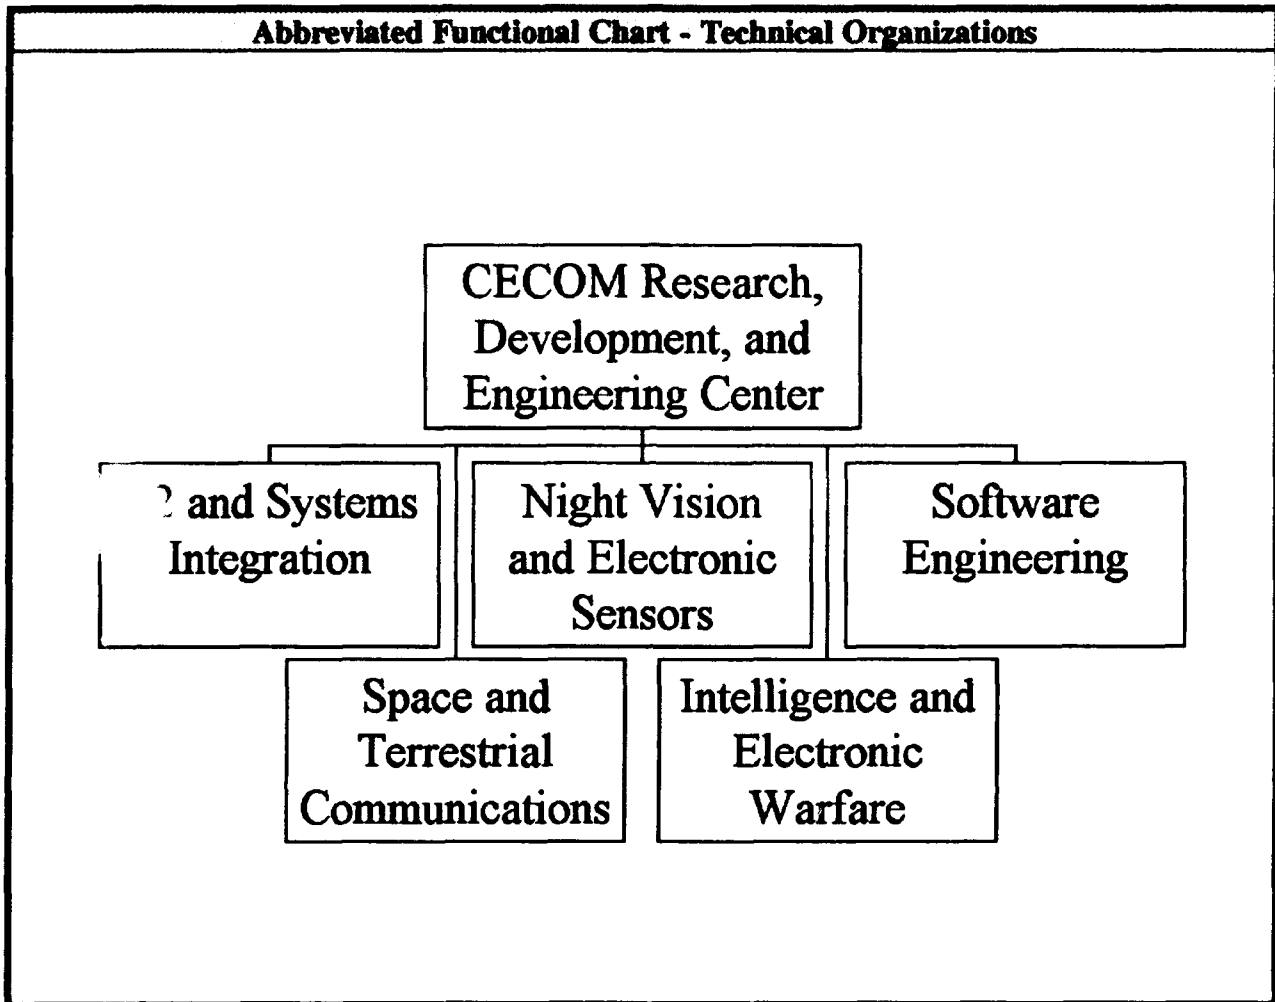 Abbreviated Functional Chart - Technical Organizations
CECOM Research,
Development, and
Engineering Center
and Systems
Integration
Night Vision
and Electronic
Sensors
Software
Engineering
Space and
Terrestrial
Communications
Intelligence and
Electronic
Warfare